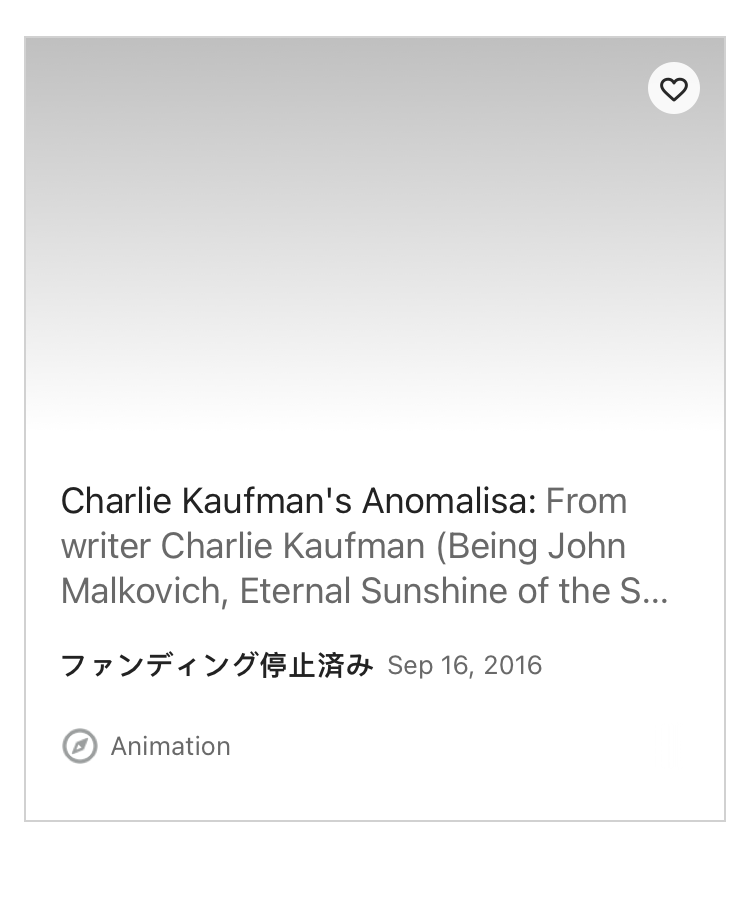 Charlie Kaufman's Anomalisa: From
writer Charlie Kaufman (Being John
Malkovich, Eternal Sunshine of the S...
ファンディング停止済み Sep 16, 2016
Animation